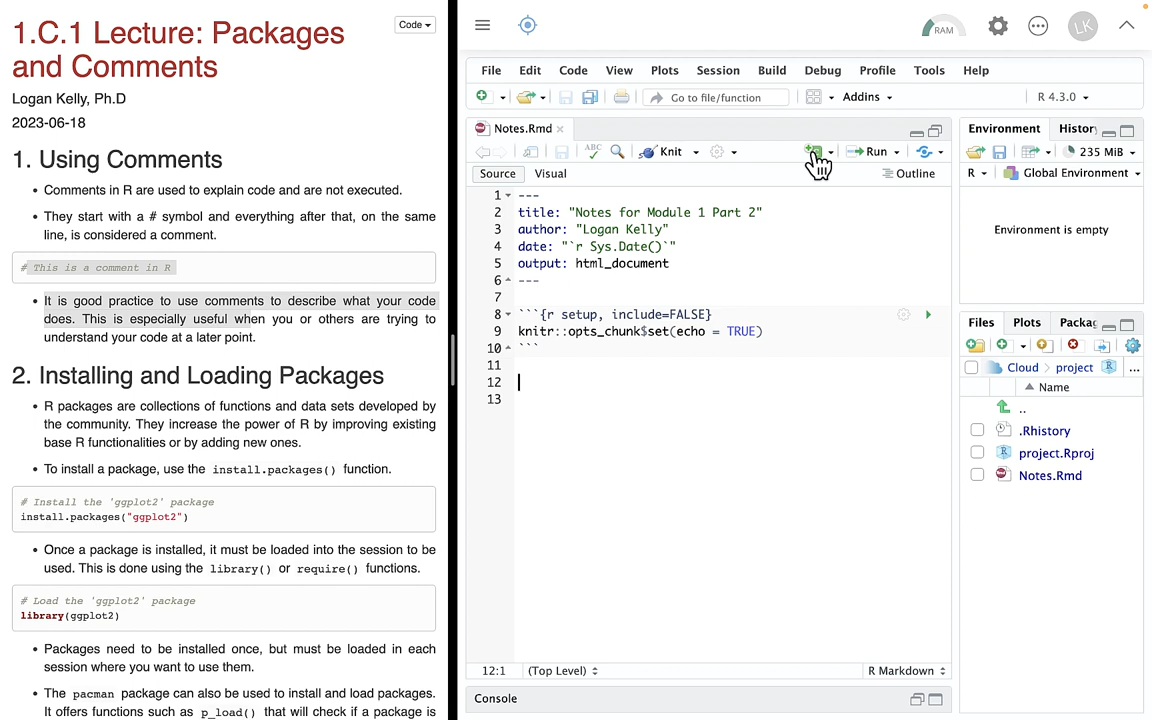 1.C.1 Lecture: Packages
and Comments
Code
Logan Kelly, Ph.D
2023-06-18
1. Using Comments
• Comments in R are used to explain code and are not executed.
• They start with a # symbol and everything after that, on the same
line, is considered a comment.
# This is a comment in R
• It is good practice to use comments to describe what your code
does. This is especially useful when you or others are trying to
understand your code at a later point.
2. Installing and Loading Packages
• R packages are collections of functions and data sets developed by
the community. They increase the power of R by improving existing
base R functionalities or by adding new ones.
• To install a package, use the install.packages() function.
# Install the 'ggplot2' package
install.packages("ggplot2")
• Once a package is installed, it must be loaded into the session to be
used. This is done using the library() or require() functions.
# Load the 'ggplot2' package
library(ggplot2)
• Packages need to be installed once, but must be loaded in each
session where you want to use them.
• The pacman package can also be used to install and load packages.
It offers functions such as p_load() that will check if a package is
RAM
LK
File Edit Code View Plots Session Build Debug Profile Tools Help
Go to file/function Addins R 4.3.0
Notes.Rmd
ABC Knit Run
Source Visual Outline
1 ---
2 title: "Notes for Module 1 Part 2"
3 author: "Logan Kelly"
4 date: "`r Sys.Date()`"
5 output: html_document
6 ---
7
8 ```{r setup, include=FALSE}
9 knitr::opts_chunk$set(echo = TRUE)
10 ```
11
12
13
12:1 (Top Level) R Markdown
Console
Environment Histor
235 MiB
R Global Environment
Environment is empty
Files Plots Packag
Cloud project R ...
Name
..
.Rhistory
project.Rproj
Notes.Rmd